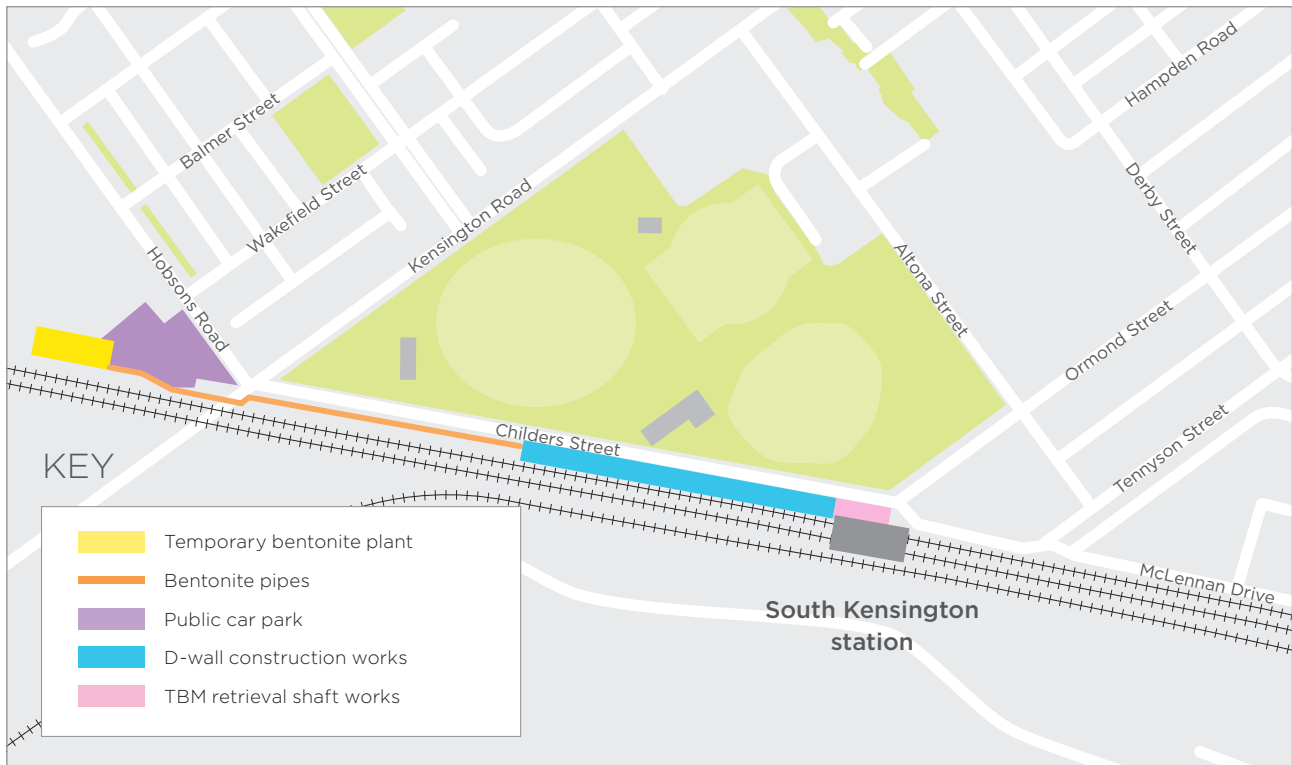 Hampden Road
Balmer Street
Derby Street
Wakefield Street
Kensington Road
Hobsons Road
Altona Street
Ormond Street
Childers Street
Tennyson Street
McLennan Drive
South Kensington
station
KEY
Temporary bentonite plant
Bentonite pipes
Public car park
D-wall construction works
TBM retrieval shaft works